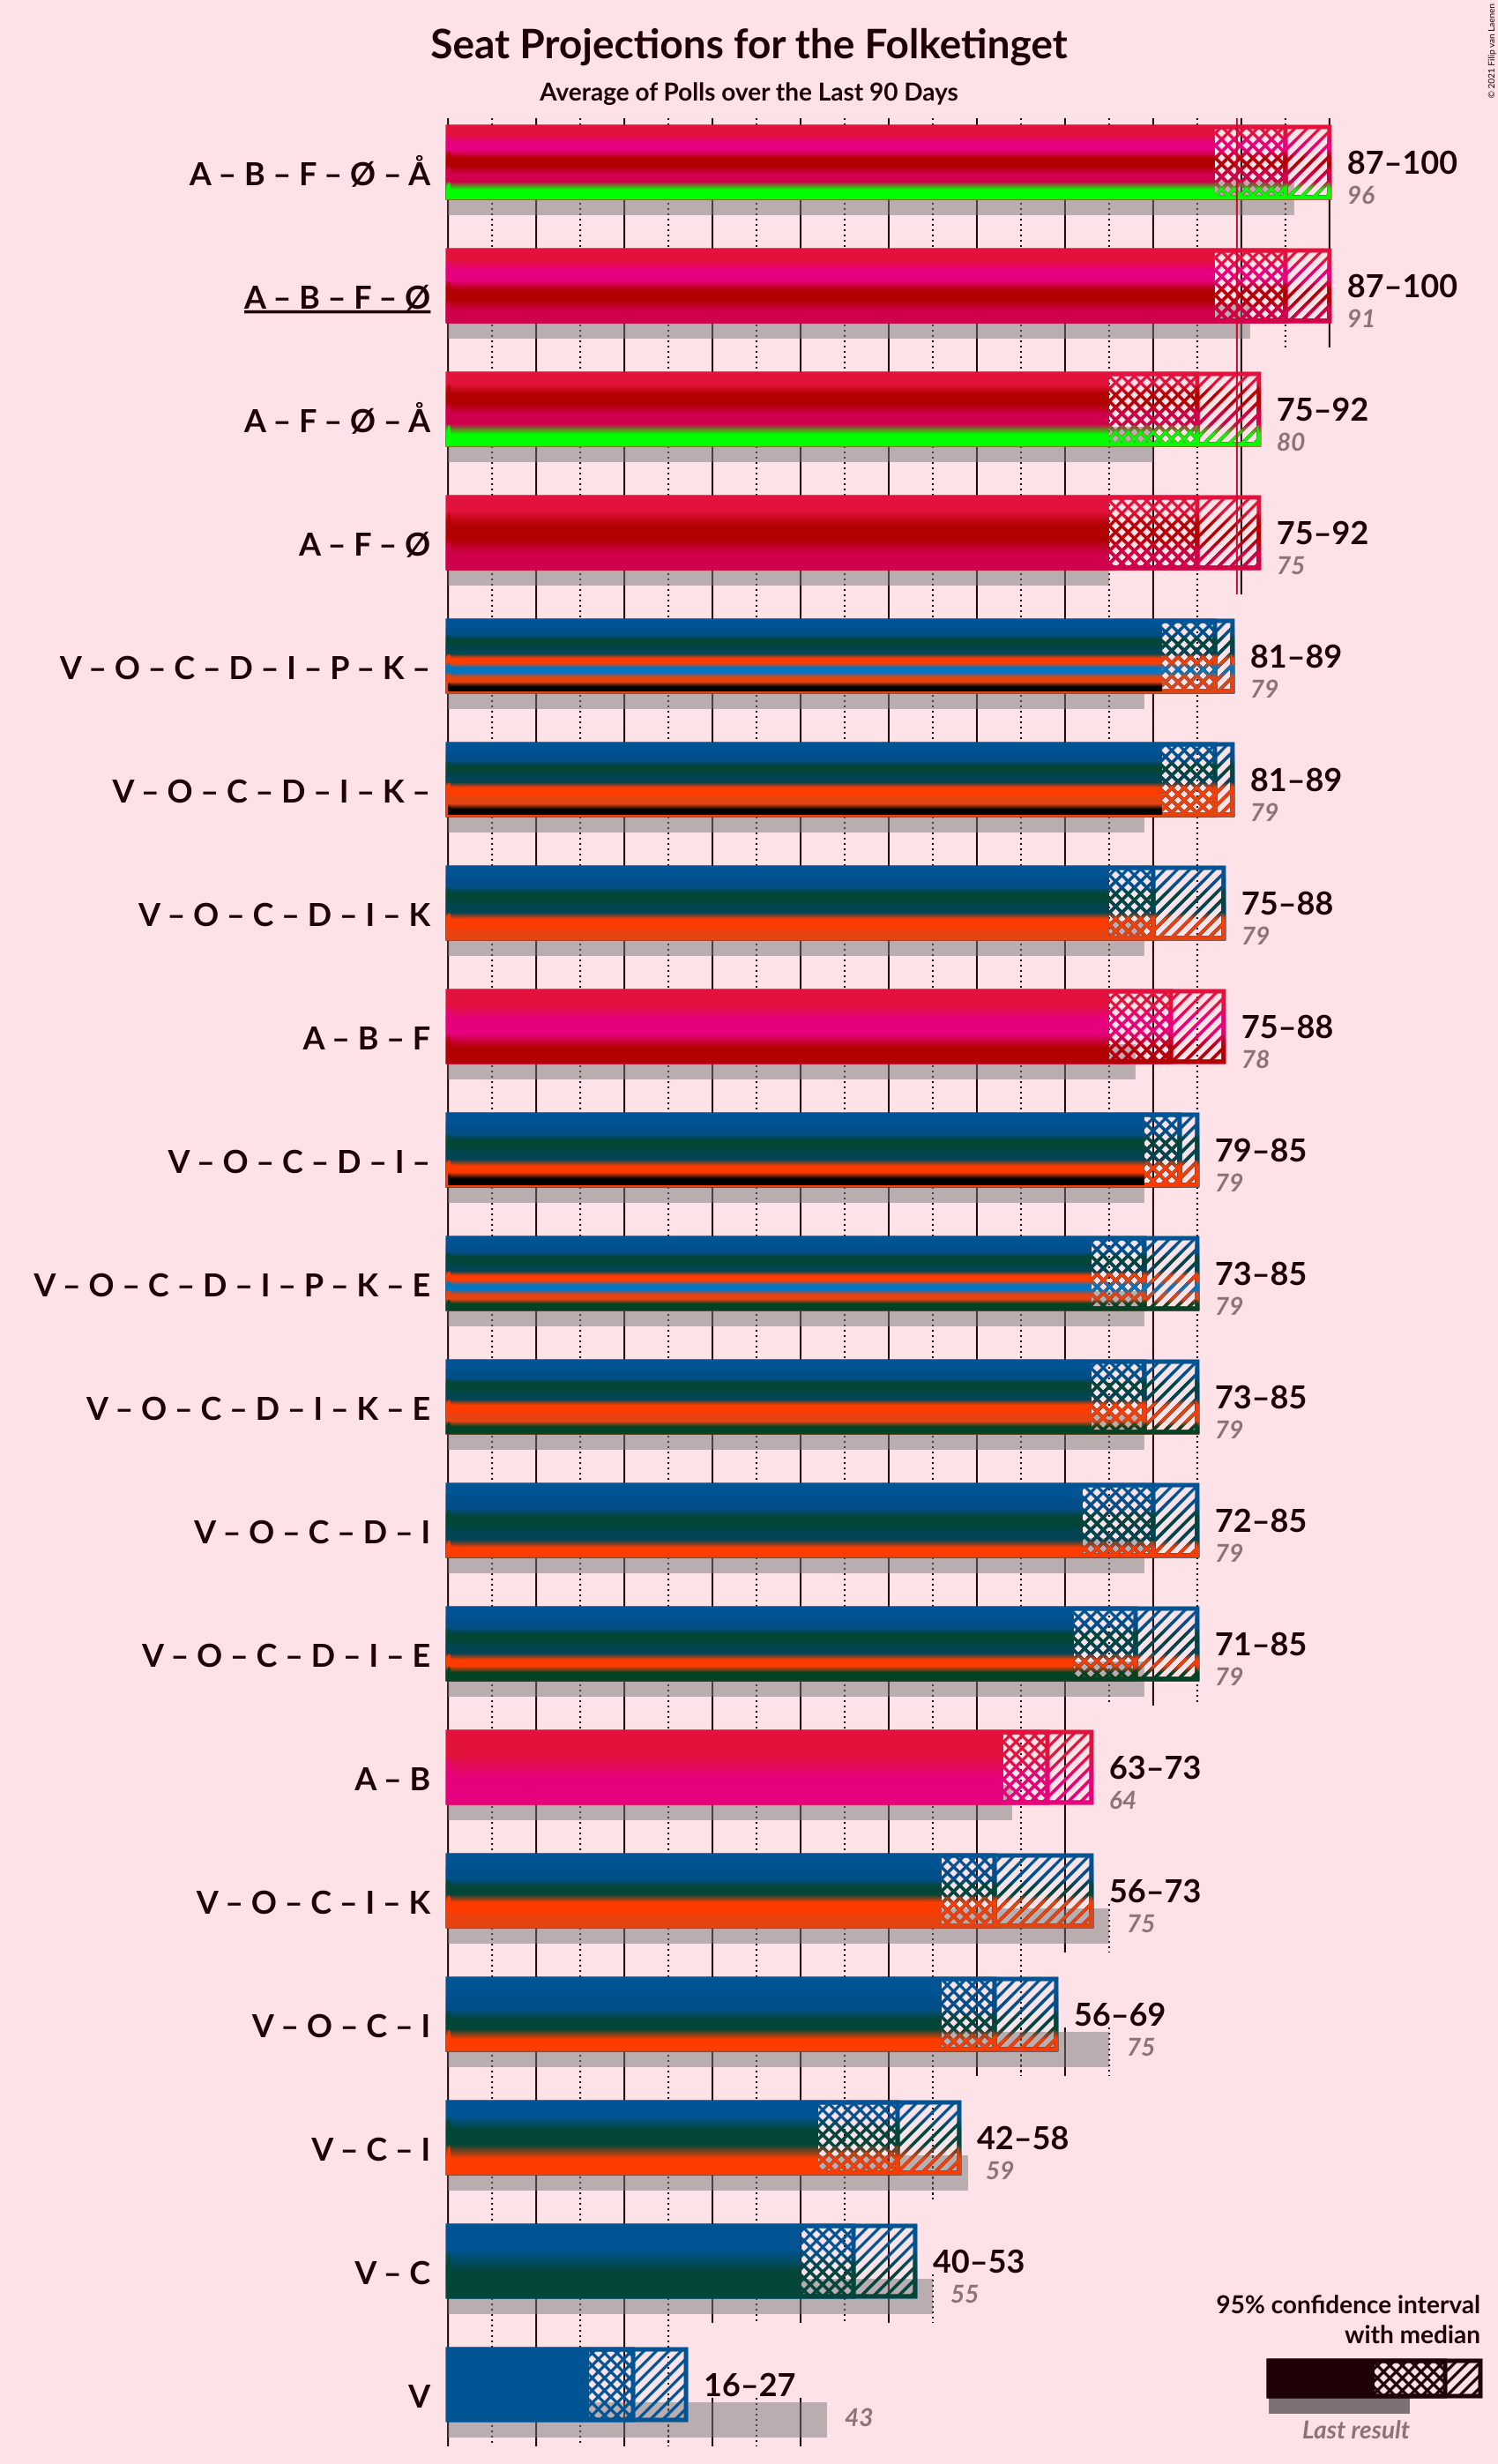 Seat Projections for the Folketinget
Average of Polls over the Last 90 Days
© 2021 Filip van Laenen
A – B – F – Ø – Å
87–100
96
A – B – F – Ø
87–100
91
A – F – Ø – Å
75–92
80
A – F – Ø
75–92
75
V – O – C – D – I – P – K –
81–89
79
V – O – C – D – I – K –
81–89
79
V – O – C – D – I – K
75–88
79
A – B – F
75–88
78
V – O – C – D – I –
79–85
79
V – O – C – D – I – P – K – E
73–85
79
V – O – C – D – I – K – E
73–85
79
V – O – C – D – I
72–85
79
V – O – C – D – I – E
71–85
79
A – B
63–73
64
V – O – C – I – K
56–73
75
V – O – C – I
56–69
75
V – C – I
42–58
59
V – C
40–53
55
V
16–27
43
95% confidence interval
with median
Last result